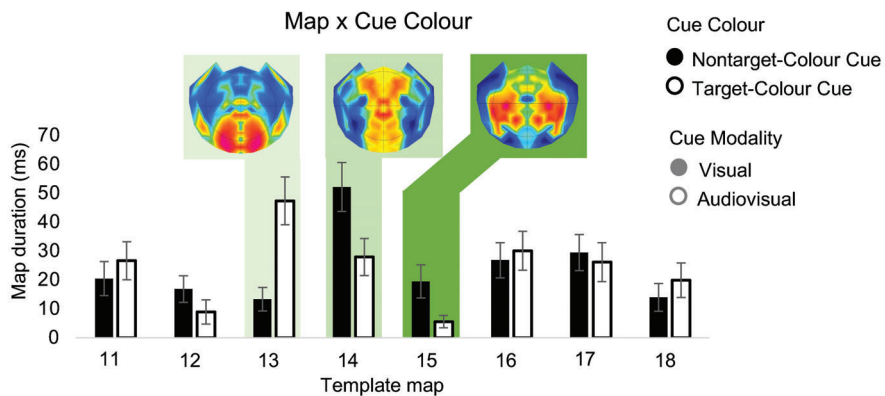 Map x Cue Colour
Cue Colour
Nontarget-Colour Cue
Target-Colour Cue
Cue Modality
Visual
Audiovisual
Map duration (ms)
70
60
50
40
30
20
10
0
11 12 13 14 15 16 17 18
Template map